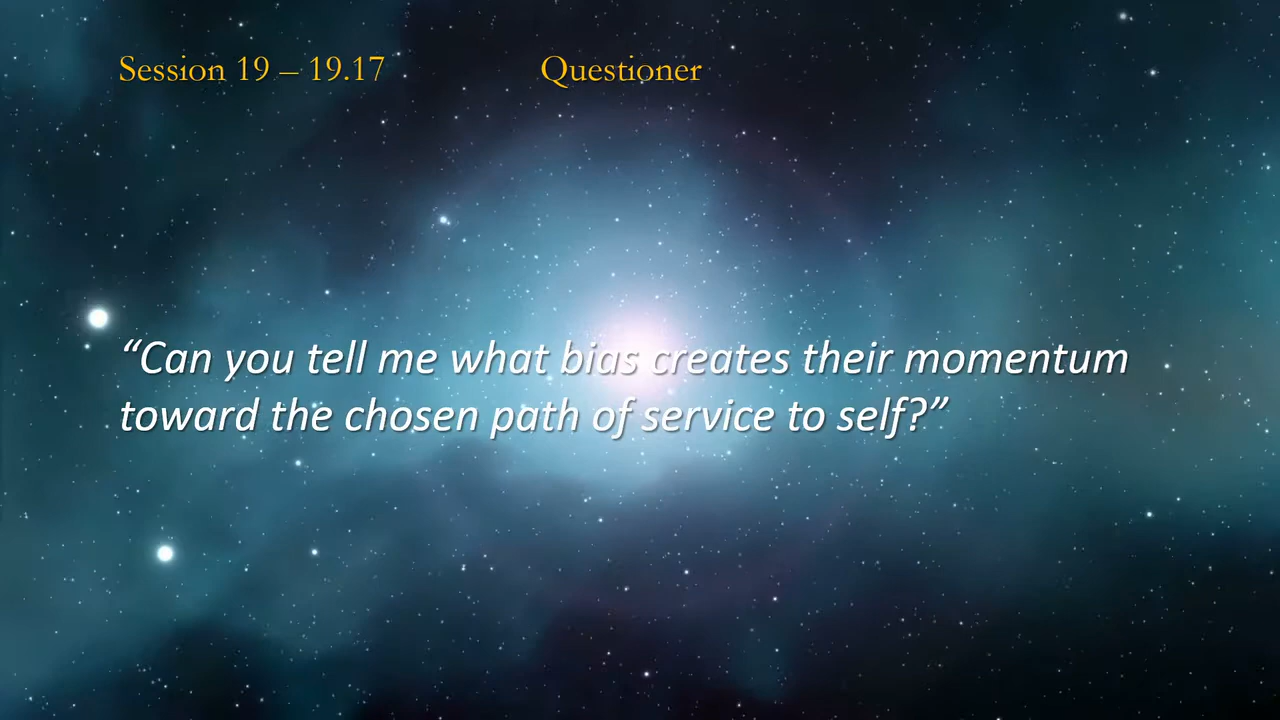 Session 19 – 19.17 Questioner
“Can you tell me what bias creates their momentum
toward the chosen path of service to self?”